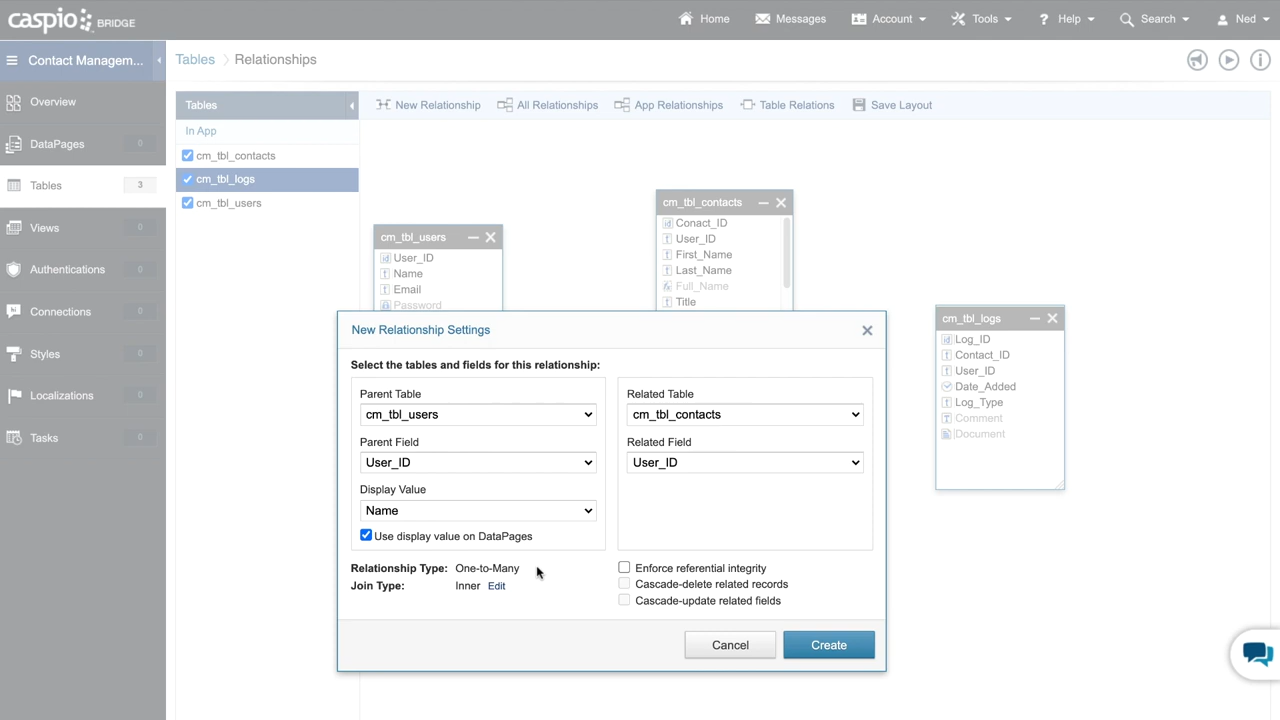 caspio BRIDGE
Home
Messages
Account
Tools
? Help
Search
Ned
Contact Managem...
Overview
DataPages 0
Tables 3
Views 0
Authentications 0
Connections 0
Styles 0
Localizations 0
Tasks 0
Tables > Relationships
Tables
In App
cm_tbl_contacts
cm_tbl_logs
cm_tbl_users
New Relationship
All Relationships
App Relationships
Table Relations
Save Layout
cm_tbl_users
User_ID
Name
Email
Password
cm_tbl_contacts
Conact_ID
User_ID
First_Name
Last_Name
Full_Name
Title
cm_tbl_logs
Log_ID
Contact_ID
User_ID
Date_Added
Log_Type
Comment
Document
New Relationship Settings
Select the tables and fields for this relationship:
Parent Table
cm_tbl_users
Parent Field
User_ID
Display Value
Name
Use display value on DataPages
Related Table
cm_tbl_contacts
Related Field
User_ID
Relationship Type: One-to-Many
Join Type: Inner Edit
Enforce referential integrity
Cascade-delete related records
Cascade-update related fields
Cancel
Create